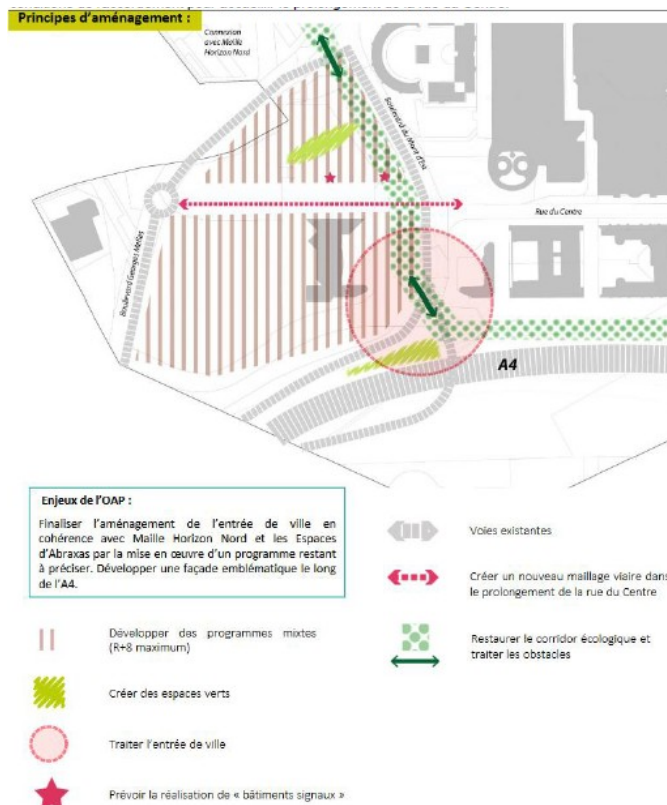 Principes d'aménagement :
Connexion
avec Maille
Horizon Nord
Boulevard du Mont d'Est
Rue du Centre
Boulevard Georges Méliès
A4
Enjeux de l'OAP :
Finaliser l'aménagement de l'entrée de ville en
cohérence avec Maille Horizon Nord et les Espaces
d'Abraxas par la mise en œuvre d'un programme restant
à préciser. Développer une façade emblématique le long
de l'A4.
Développer des programmes mixtes
(R+8 maximum)
Créer des espaces verts
Traiter l'entrée de ville
Prévoir la réalisation de « bâtiments signaux »
Voies existantes
Créer un nouveau maillage viaire dans
le prolongement de la rue du Centre
Restaurer le corridor écologique et
traiter les obstacles